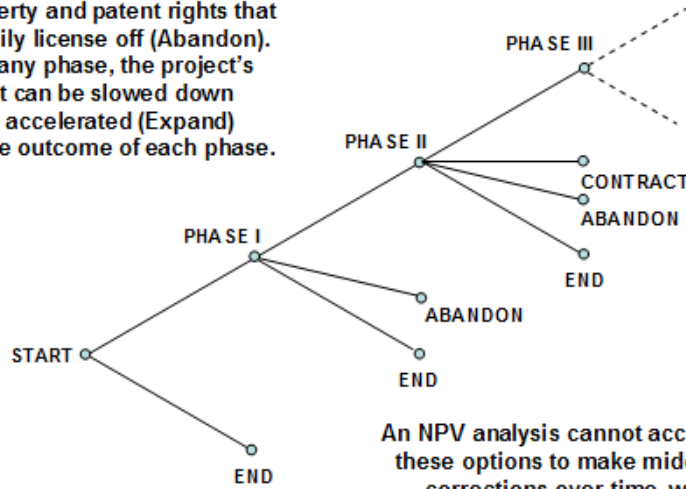 erty and patent rights that
ily license off (Abandon).
any phase, the project's
t can be slowed down
accelerated (Expand)
e outcome of each phase.
PHASE III
PHASE II
CONTRACT
ABANDON
END
PHASE I
ABANDON
END
START
END
An NPV analysis cannot acc
these options to make mid
corrections over time, w